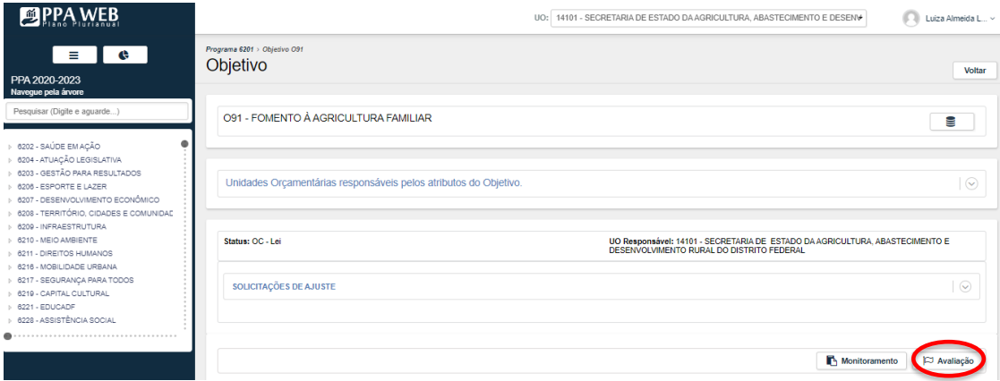 PPA WEB
Plano Plurianual
UO: 14101 - SECRETARIA DE ESTADO DA AGRICULTURA, ABASTECIMENTO E DESENV
Luiza Almeida L...
PPA 2020-2023
Navegue pela árvore
Pesquisar (Digite e aguarde...)
6202 - SAÚDE EM AÇÃO
6204 - ATUAÇÃO LEGISLATIVA
6203 - GESTÃO PARA RESULTADOS
6206 - ESPORTE E LAZER
6207 - DESENVOLVIMENTO ECONÔMICO
6208 - TERRITÓRIO, CIDADES E COMUNIDAD
6209 - INFRAESTRUTURA
6210 - MEIO AMBIENTE
6211 - DIREITOS HUMANOS
6216 - MOBILIDADE URBANA
6217 - SEGURANÇA PARA TODOS
6219 - CAPITAL CULTURAL
6221 - EDUCADF
6228 - ASSISTÊNCIA SOCIAL
Programa 6201 > Objetivo O91
Objetivo
Voltar
O91 - FOMENTO À AGRICULTURA FAMILIAR
Unidades Orçamentárias responsáveis pelos atributos do Objetivo.
Status: OC - Lei
UO Responsável: 14101 - SECRETARIA DE ESTADO DA AGRICULTURA, ABASTECIMENTO E
DESENVOLVIMENTO RURAL DO DISTRITO FEDERAL
SOLICITAÇÕES DE AJUSTE
Monitoramento
Avaliação